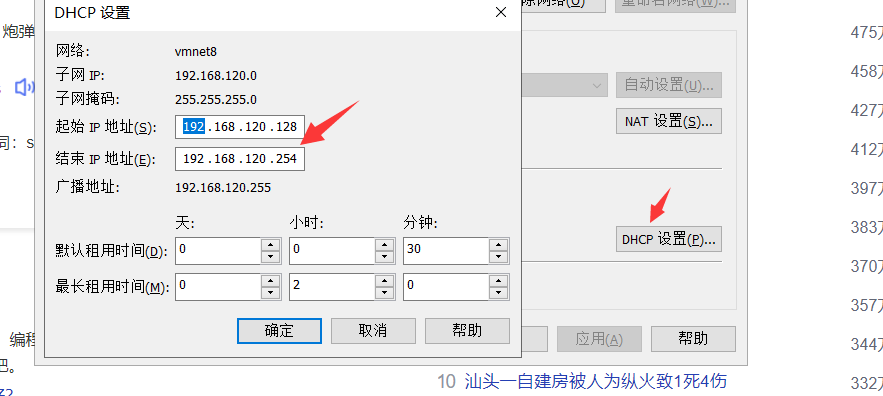 DHCP 设置
除网络(O)
重命名网络(W)...
炮弹
475万
网络: vmnet8
458万
子网 IP: 192.168.120.0
自动设置(U)...
子网掩码: 255.255.255.0
427万
起始 IP 地址(S): 192.168.120.128
NAT 设置(S)...
412万
结束 IP 地址(E): 192.168.120.254
397万
广播地址: 192.168.120.255
383万
天: 小时: 分钟:
DHCP 设置(P)...
默认租用时间(D): 0 0 30
370万
最长租用时间(M): 0 2 0
357万
确定 取消 帮助
应用(A) 帮助
编程
344万
吧。
10 汕头一自建房被人为纵火致1死4伤
332万